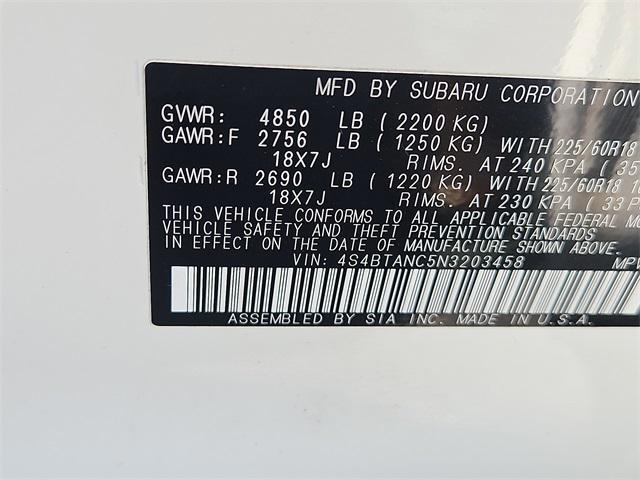 MFD BY SUBARU CORPORATION
GVWR: 4850 LB ( 2200 KG)
GAWR:F 2756 LB ( 1250 KG) WITH 225/60R18
18X7J RIMS. AT 240 KPA ( 35
GAWR:R 2690 LB ( 1220 KG) WITH 225/60R18
18X7J RIMS. AT 230 KPA ( 33 P
THIS VEHICLE CONFORMS TO ALL APPLICABLE FEDERAL
VEHICLE SAFETY AND THEFT PREVENTION STANDARDS
IN EFFECT ON THE DATE OF MANUFACTURE SHOWN ABOVE.
VIN: 4S4BTANC5N3203458 MPV
ASSEMBLED BY SIA INC. MADE IN U.S.A.